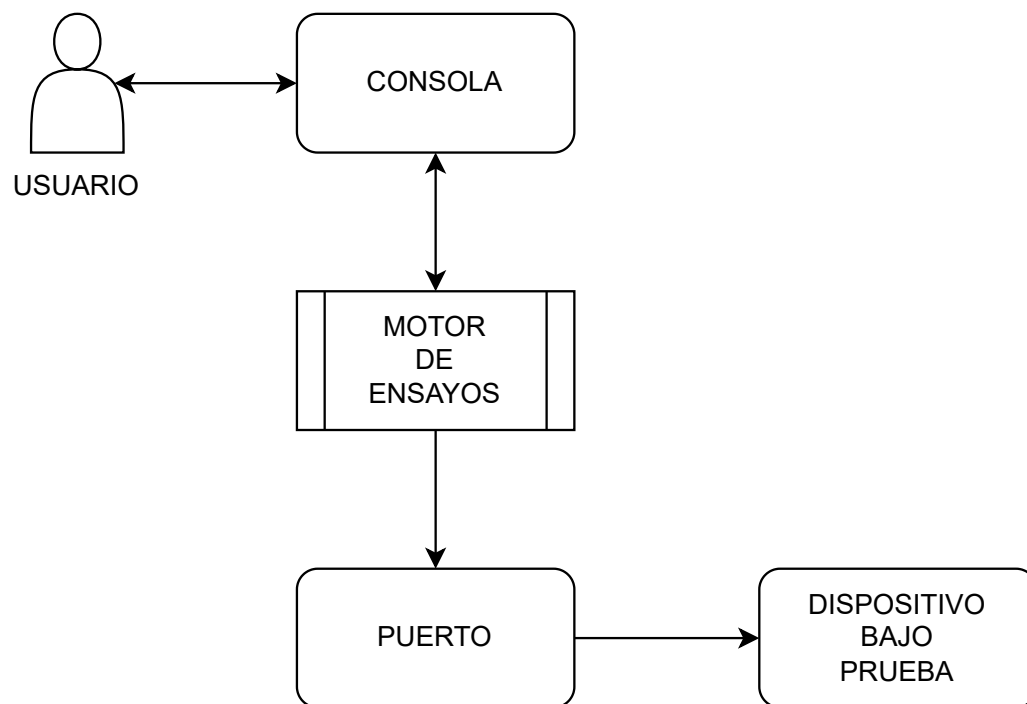 CONSOLA
USUARIO
MOTOR
DE
ENSAYOS
PUERTO
DISPOSITIVO
BAJO
PRUEBA